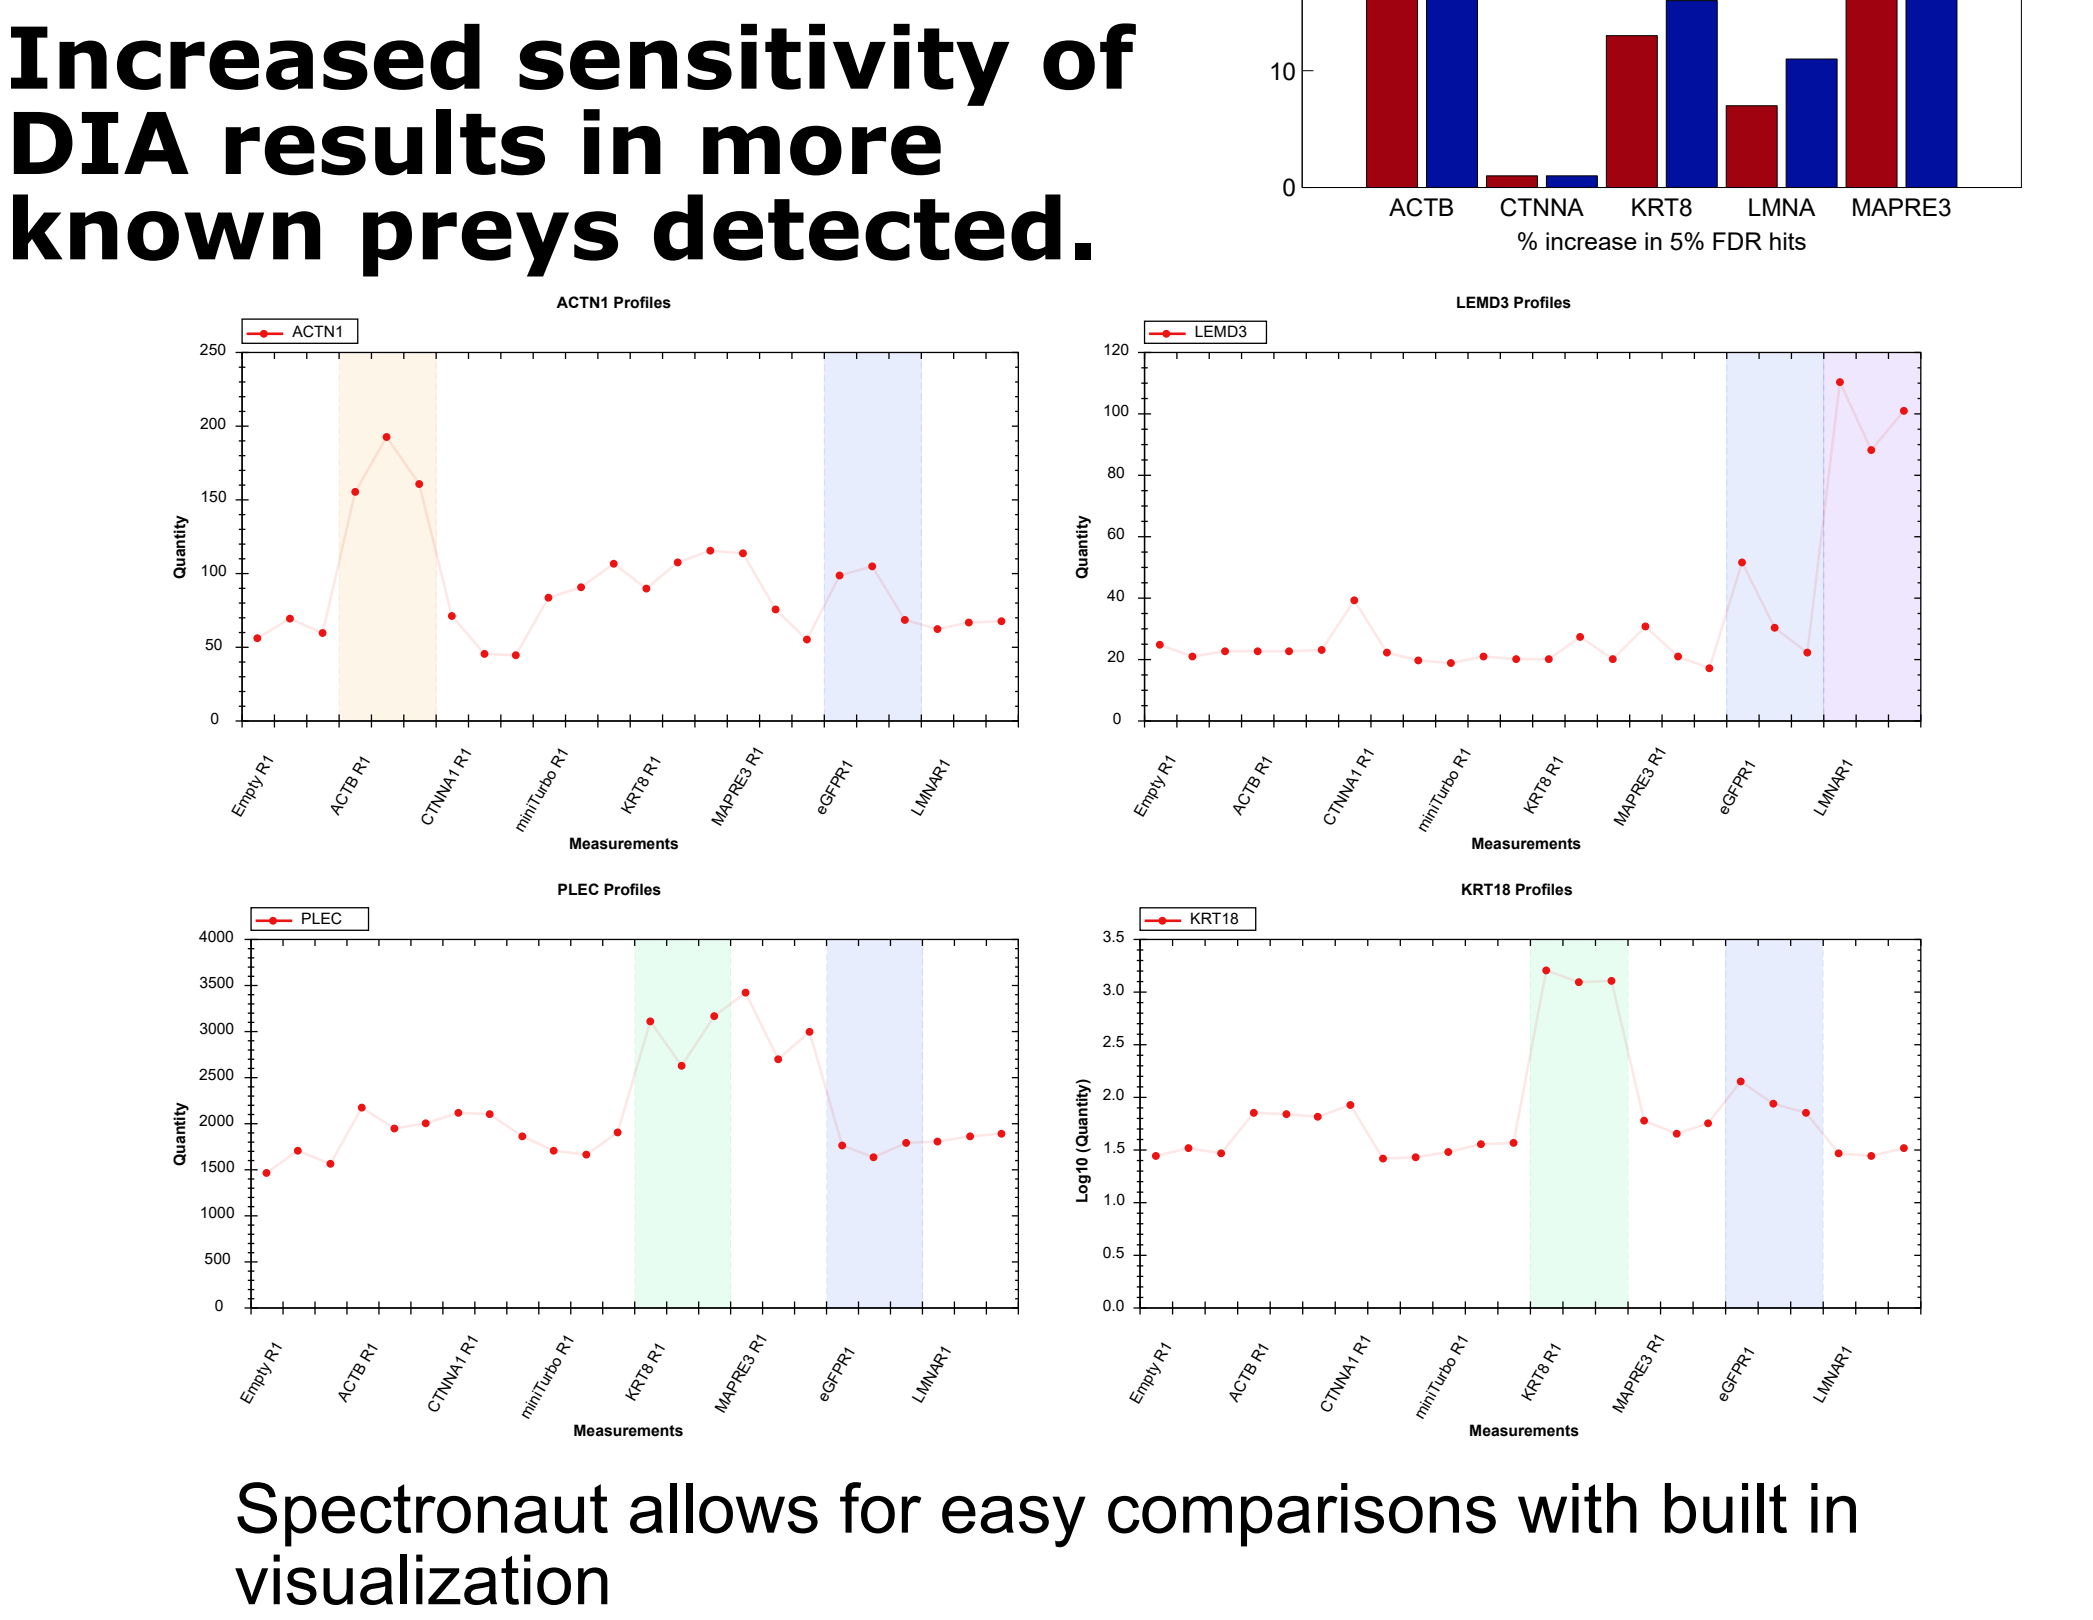 Increased sensitivity of
DIA results in more
known preys detected.
10
0
ACTB CTNNA KRT8 LMNA MAPRE3
% increase in 5% FDR hits
ACTN1 Profiles
ACTN1
250
200
150
100
50
0
Quantity
Empty R1
ACTB R1
CTNNA1 R1
miniTurbo R1
KRT8 R1
MAPRE3 R1
eGFPR1
LMNAR1
Measurements
LEMD3 Profiles
LEMD3
120
100
80
60
40
20
0
Quantity
Empty R1
ACTB R1
CTNNA1 R1
miniTurbo R1
KRT8 R1
MAPRE3 R1
eGFPR1
LMNAR1
Measurements
PLEC Profiles
PLEC
4000
3500
3000
2500
2000
1500
1000
500
0
Quantity
Empty R1
ACTB R1
CTNNA1 R1
miniTurbo R1
KRT8 R1
MAPRE3 R1
eGFPR1
LMNAR1
Measurements
KRT18 Profiles
KRT18
3.5
3.0
2.5
2.0
1.5
1.0
0.5
0.0
Log10 (Quantity)
Empty R1
ACTB R1
CTNNA1 R1
miniTurbo R1
KRT8 R1
MAPRE3 R1
eGFPR1
LMNAR1
Measurements
Spectronaut allows for easy comparisons with built in
visualization